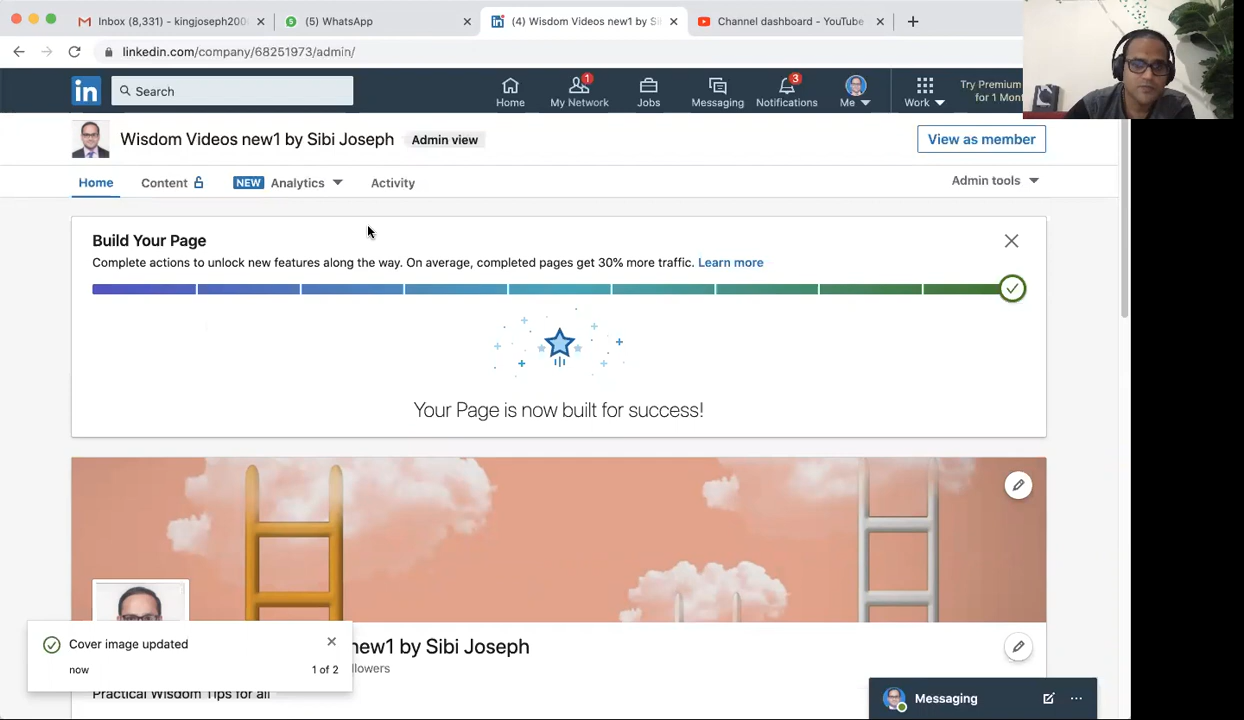 Inbox (8,331) - kingjoseph200
(5) WhatsApp
(4) Wisdom Videos new1 by Si
Channel dashboard - YouTube
linkedin.com/company/68251973/admin/
in
Search
1
3
Home
My Network
Jobs
Messaging
Notifications
Me
Work
Try Premium
for 1 Mont
Wisdom Videos new1 by Sibi Joseph
Admin view
View as member
Home
Content
NEW
Analytics
Activity
Admin tools
Build Your Page
Complete actions to unlock new features along the way. On average, completed pages get 30% more traffic. Learn more
Your Page is now built for success!
new1 by Sibi Joseph
llowers
Practical Wisdom Tips for all
Cover image updated
now
1 of 2
Messaging